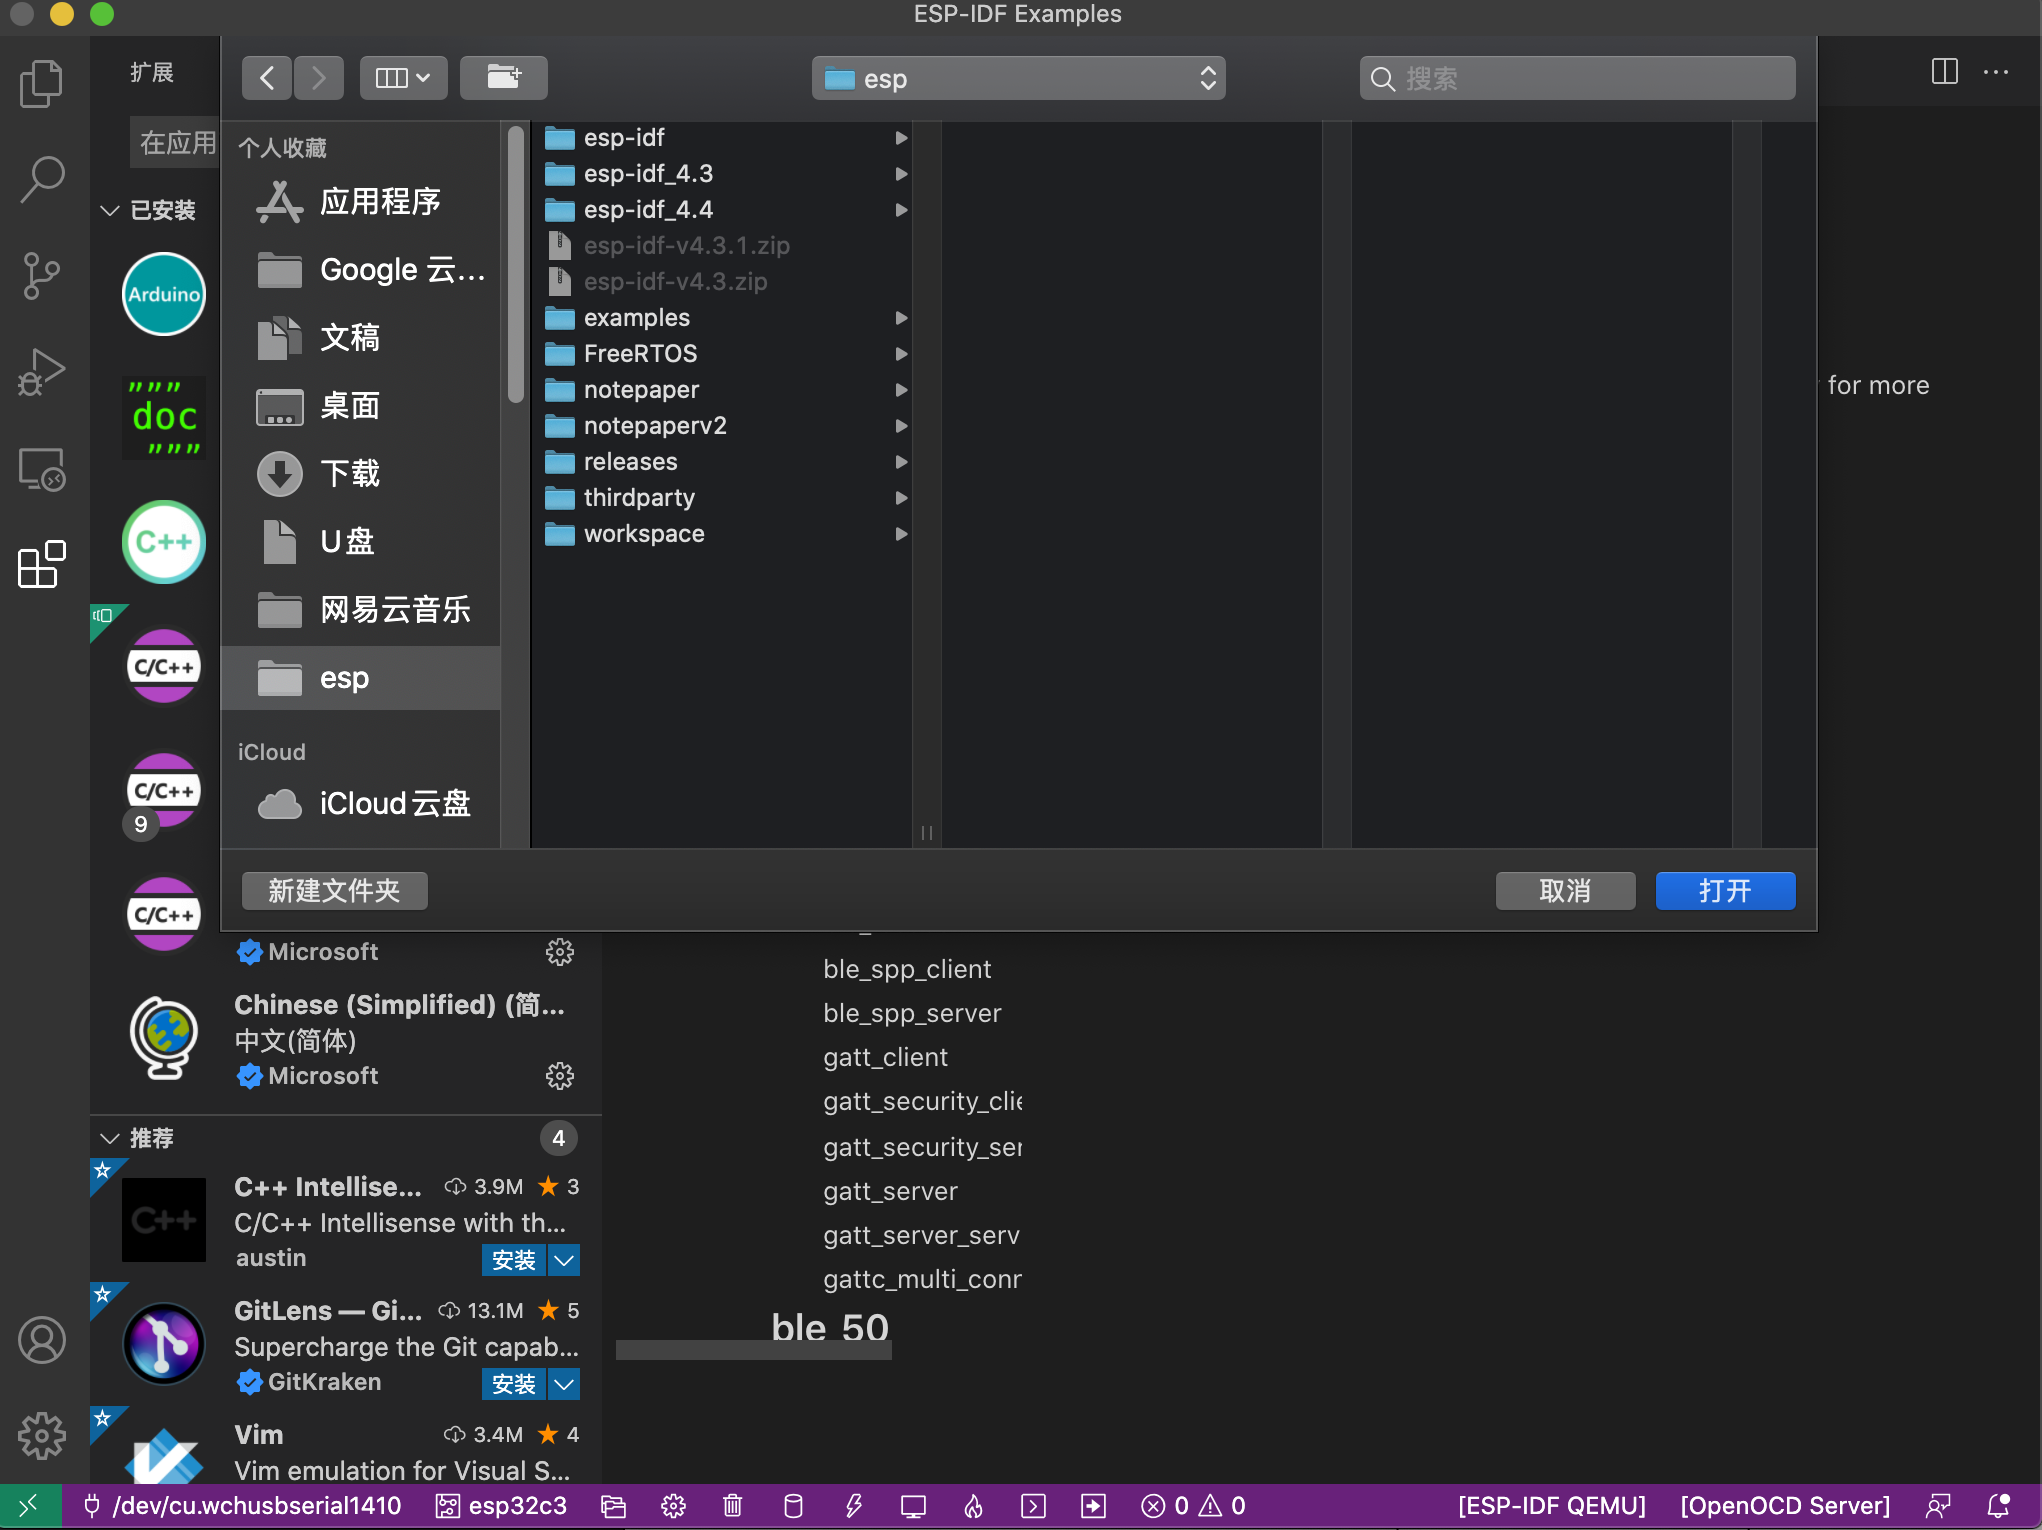 ESP-IDF Examples
扩展
在应用
已安装
Arduino
"""
doc
"""
C++
C/C++
C/C++
9
C/C++
esp
搜索
个人收藏
应用程序
Google 云...
文稿
桌面
下载
U盘
网易云音乐
esp
iCloud
iCloud云盘
esp-idf
esp-idf_4.3
esp-idf_4.4
esp-idf-v4.3.1.zip
esp-idf-v4.3.zip
examples
FreeRTOS
notepaper
notepaperv2
releases
thirdparty
workspace
新建文件夹
取消
打开
for more
Microsoft
Chinese (Simplified) (简...
中文(简体)
Microsoft
推荐
4
C++ Intellise... 3.9M 3
C/C++ Intellisense with th...
austin
安装
C++
GitLens — Gi... 13.1M 5
Supercharge the Git capab...
GitKraken
安装
Vim 3.4M 4
Vim emulation for Visual S...
ble_spp_client
ble_spp_server
gatt_client
gatt_security_clie
gatt_security_ser
gatt_server
gatt_server_serv
gattc_multi_conn
ble 50
/dev/cu.wchusbserial1410 esp32c3 0 0 [ESP-IDF QEMU] [OpenOCD Server]